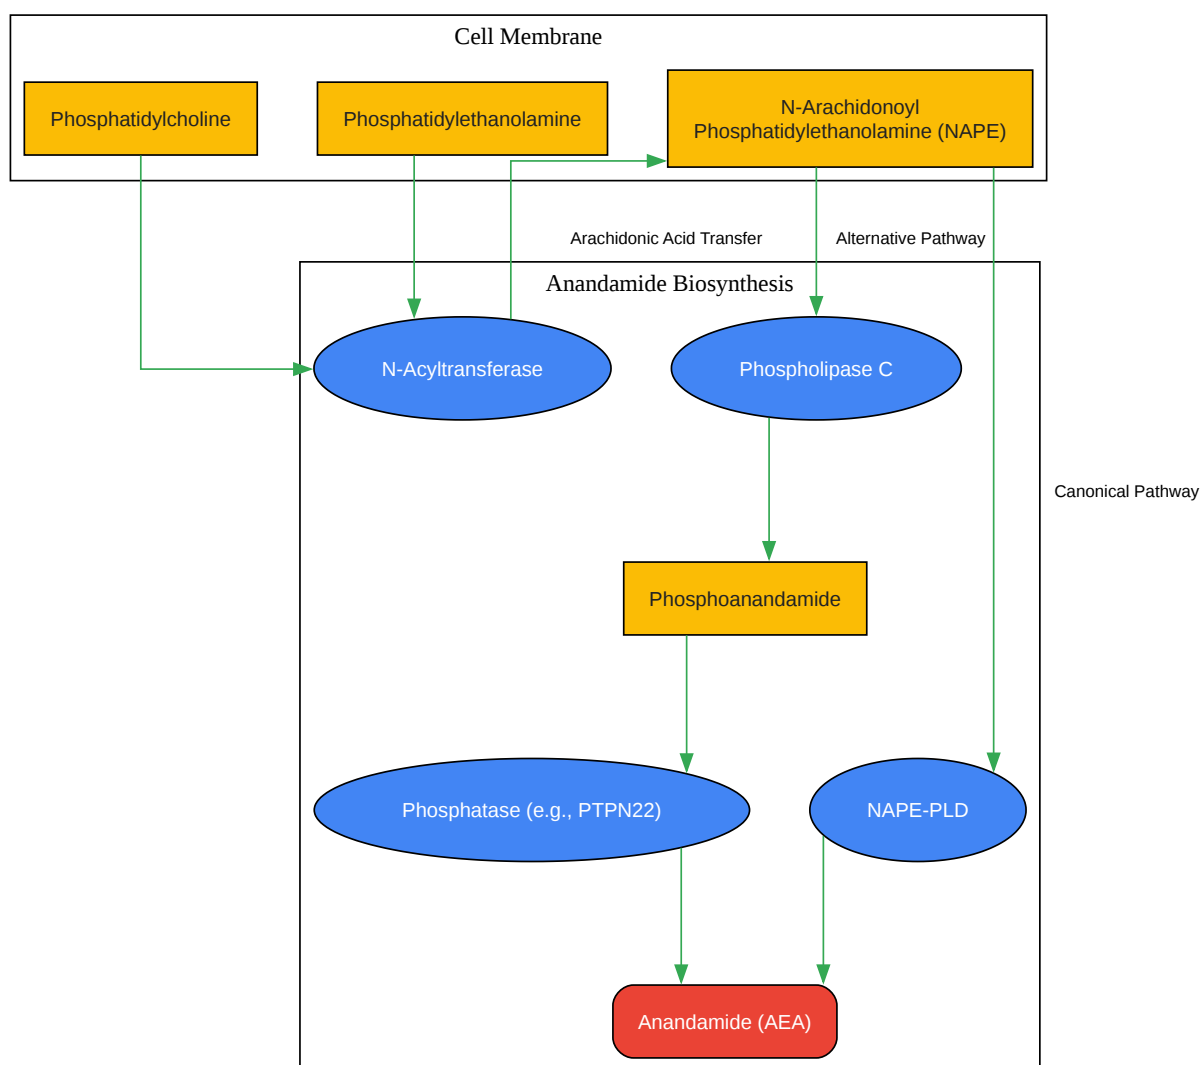 Cell Membrane
Phosphatidylcholine
Phosphatidylethanolamine
N-Arachidonoyl
Phosphatidylethanolamine (NAPE)
Arachidonic Acid Transfer
Alternative Pathway
Anandamide Biosynthesis
N-Acyltransferase
Phospholipase C
Canonical Pathway
Phosphoanandamide
Phosphatase (e.g., PTPN22)
NAPE-PLD
Anandamide (AEA)